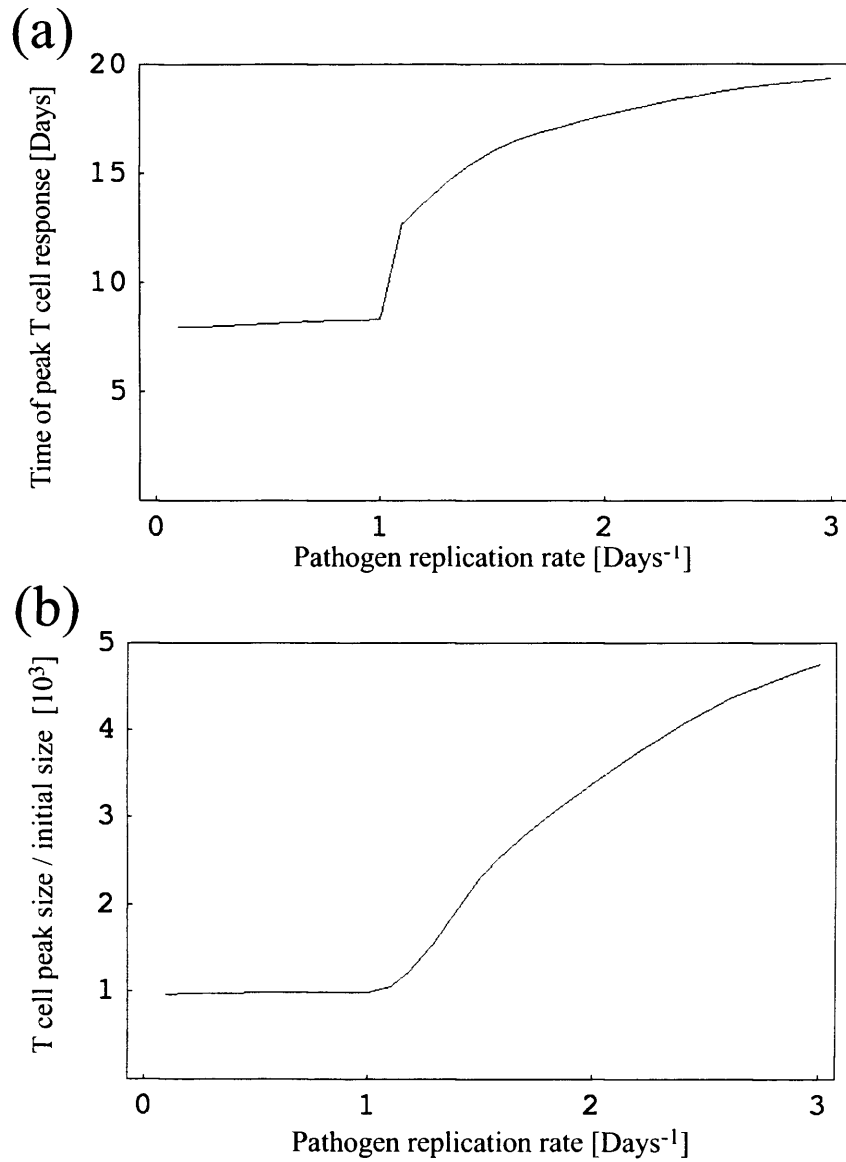 (a)
Time of peak T cell response [Days]
20
15
10
5
0
1
2
3
Pathogen replication rate [Days⁻¹]
(b)
T cell peak size / initial size [10³]
5
4
3
2
1
0
1
2
3
Pathogen replication rate [Days⁻¹]